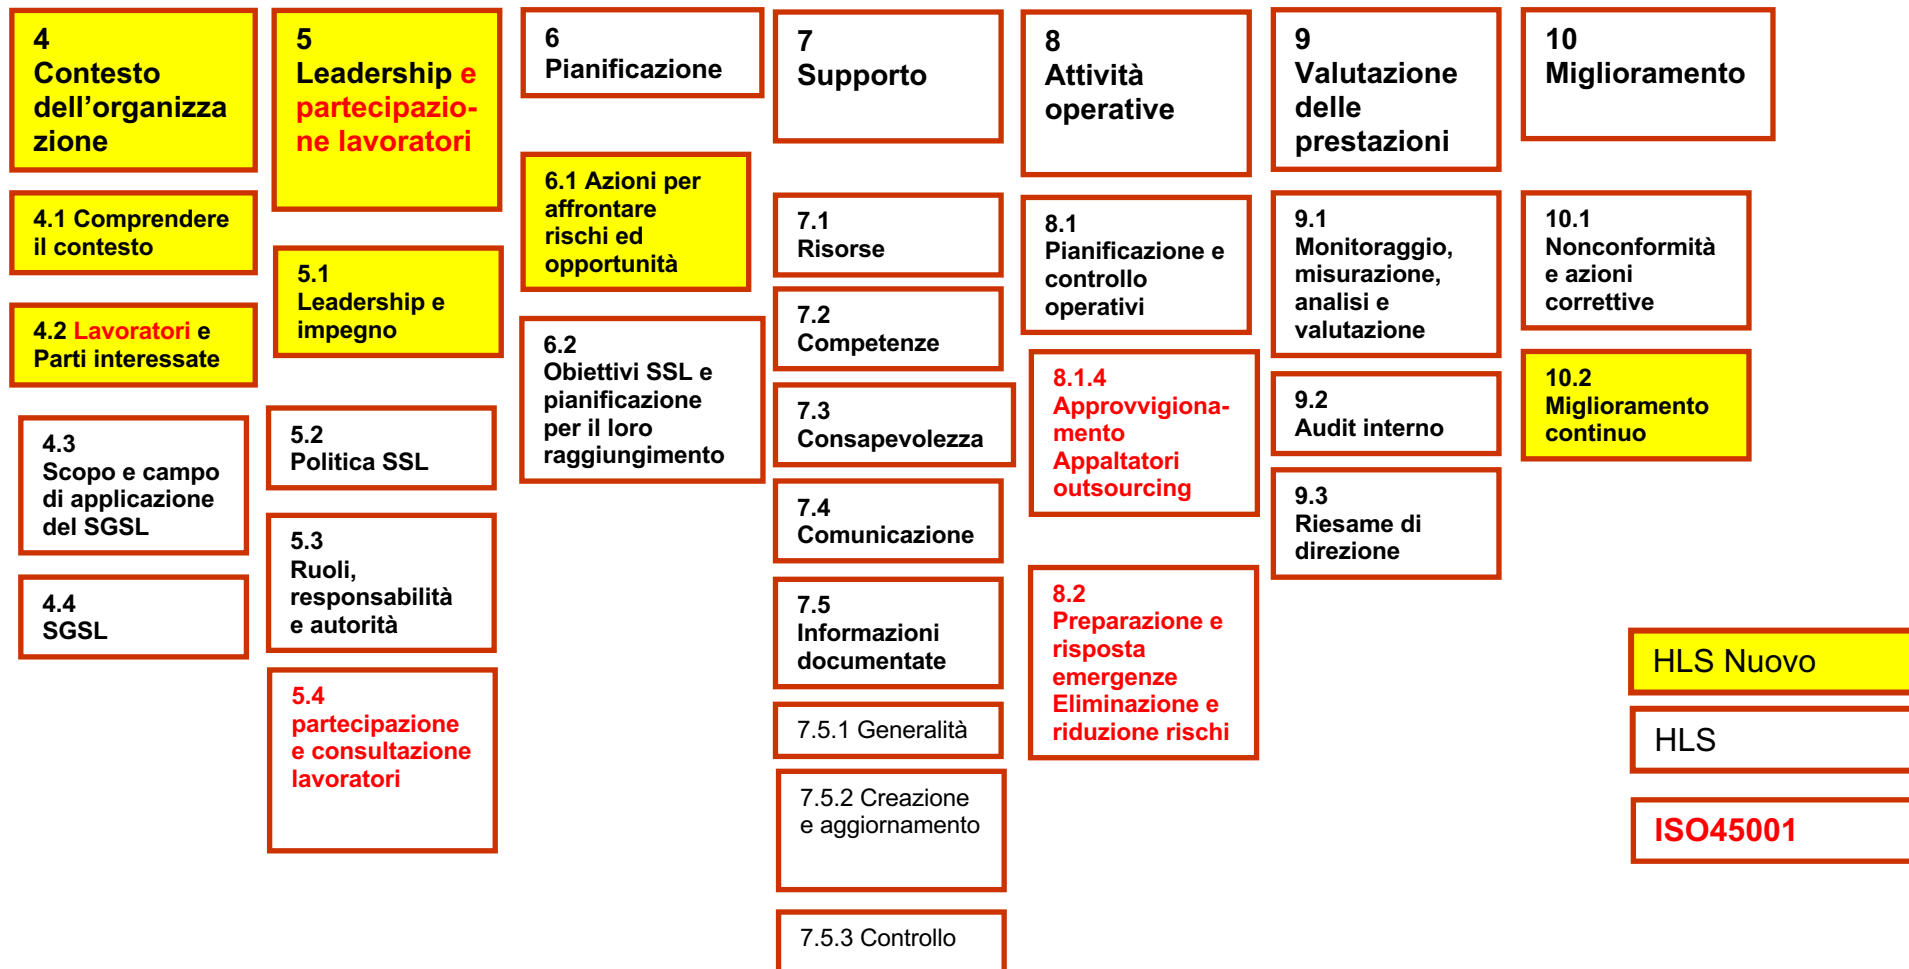 4
Contesto
dell’organizza
zione
4.1 Comprendere
il contesto
4.2 Lavoratori e
Parti interessate
4.3
Scopo e campo
di applicazione
del SGSL
4.4
SGSL
5
Leadership e
partecipazio-
ne lavoratori
5.1
Leadership e
impegno
5.2
Politica SSL
5.3
Ruoli,
responsabilità
e autorità
5.4
partecipazione
e consultazione
lavoratori
6
Pianificazione
6.1 Azioni per
affrontare
rischi ed
opportunità
6.2
Obiettivi SSL e
pianificazione
per il loro
raggiungimento
7
Supporto
7.1
Risorse
7.2
Competenze
7.3
Consapevolezza
7.4
Comunicazione
7.5
Informazioni
documentate
7.5.1 Generalità
7.5.2 Creazione
e aggiornamento
7.5.3 Controllo
8
Attività
operative
8.1
Pianificazione e
controllo
operativi
8.1.4
Approvvigiona-
mento
Appaltatori
outsourcing
8.2
Preparazione e
risposta
emergenze
Eliminazione e
riduzione rischi
9
Valutazione
delle
prestazioni
9.1
Monitoraggio,
misurazione,
analisi e
valutazione
9.2
Audit interno
9.3
Riesame di
direzione
10
Miglioramento
10.1
Nonconformità
e azioni
correttive
10.2
Miglioramento
continuo
HLS Nuovo
HLS
ISO45001